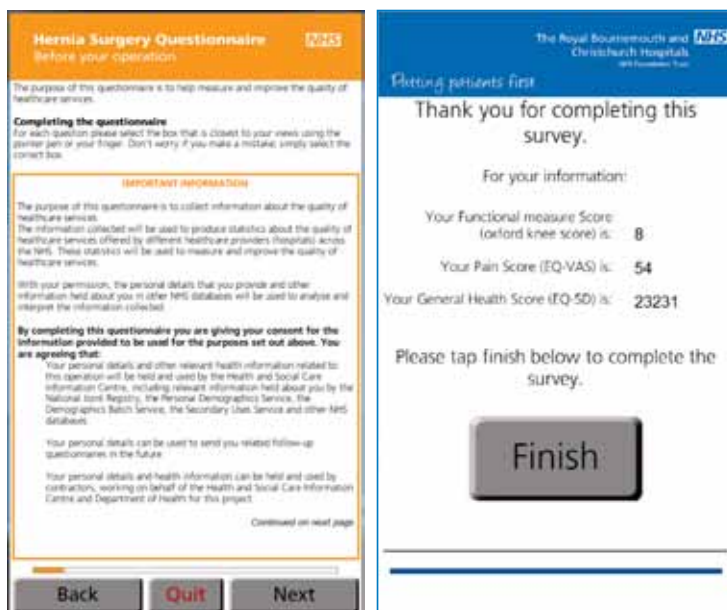 Hernia Surgery Questionnaire
NHS
Before your operation
The purpose of this questionnaire is to help measure and improve the quality of
healthcare services.
Completing the questionnaire
For each question please select the box that is closest to your views using the
pointer pen or your finger. Don't worry if you make a mistake; simply select the
correct box.
IMPORTANT INFORMATION
The purpose of this questionnaire is to collect information about the quality of
healthcare services.
The information collected will be used to produce statistics about the quality of
healthcare services offered by different healthcare providers (hospitals) across
the NHS. These statistics will be used to measure and improve the quality of
healthcare services.
With your permission, the personal details that you provide and other
information held about you in other NHS databases will be used to analyse and
interpret the information collected.
By completing this questionnaire you are giving your consent for the
information provided to be used for the purposes set out above. You
are agreeing that:
Your personal details and other relevant health information related to
this operation will be held and used by the Health and Social Care
Information Centre, including relevant information held about you by the
National Joint Registry, the Personal Demographics Service, the
Demographics Batch Service, the Secondary Uses Service and other NHS
databases.
Your personal details can be used to send you related follow-up
questionnaires in the future
Your personal details and health information can be held and used by
contractors, working on behalf of the Health and Social Care Information
Centre and Department of Health for this project
Continued on next page
Back
Quit
Next
The Royal Bournemouth and NHS
Christchurch Hospitals
NHS Foundation Trust
Putting patients first
Thank you for completing this
survey.
For your information:
Your Functional measure Score
(oxford knee score) is: 8
Your Pain Score (EQ-VAS) is: 54
Your General Health Score (EQ-5D) is: 23231
Please tap finish below to complete the
survey.
Finish